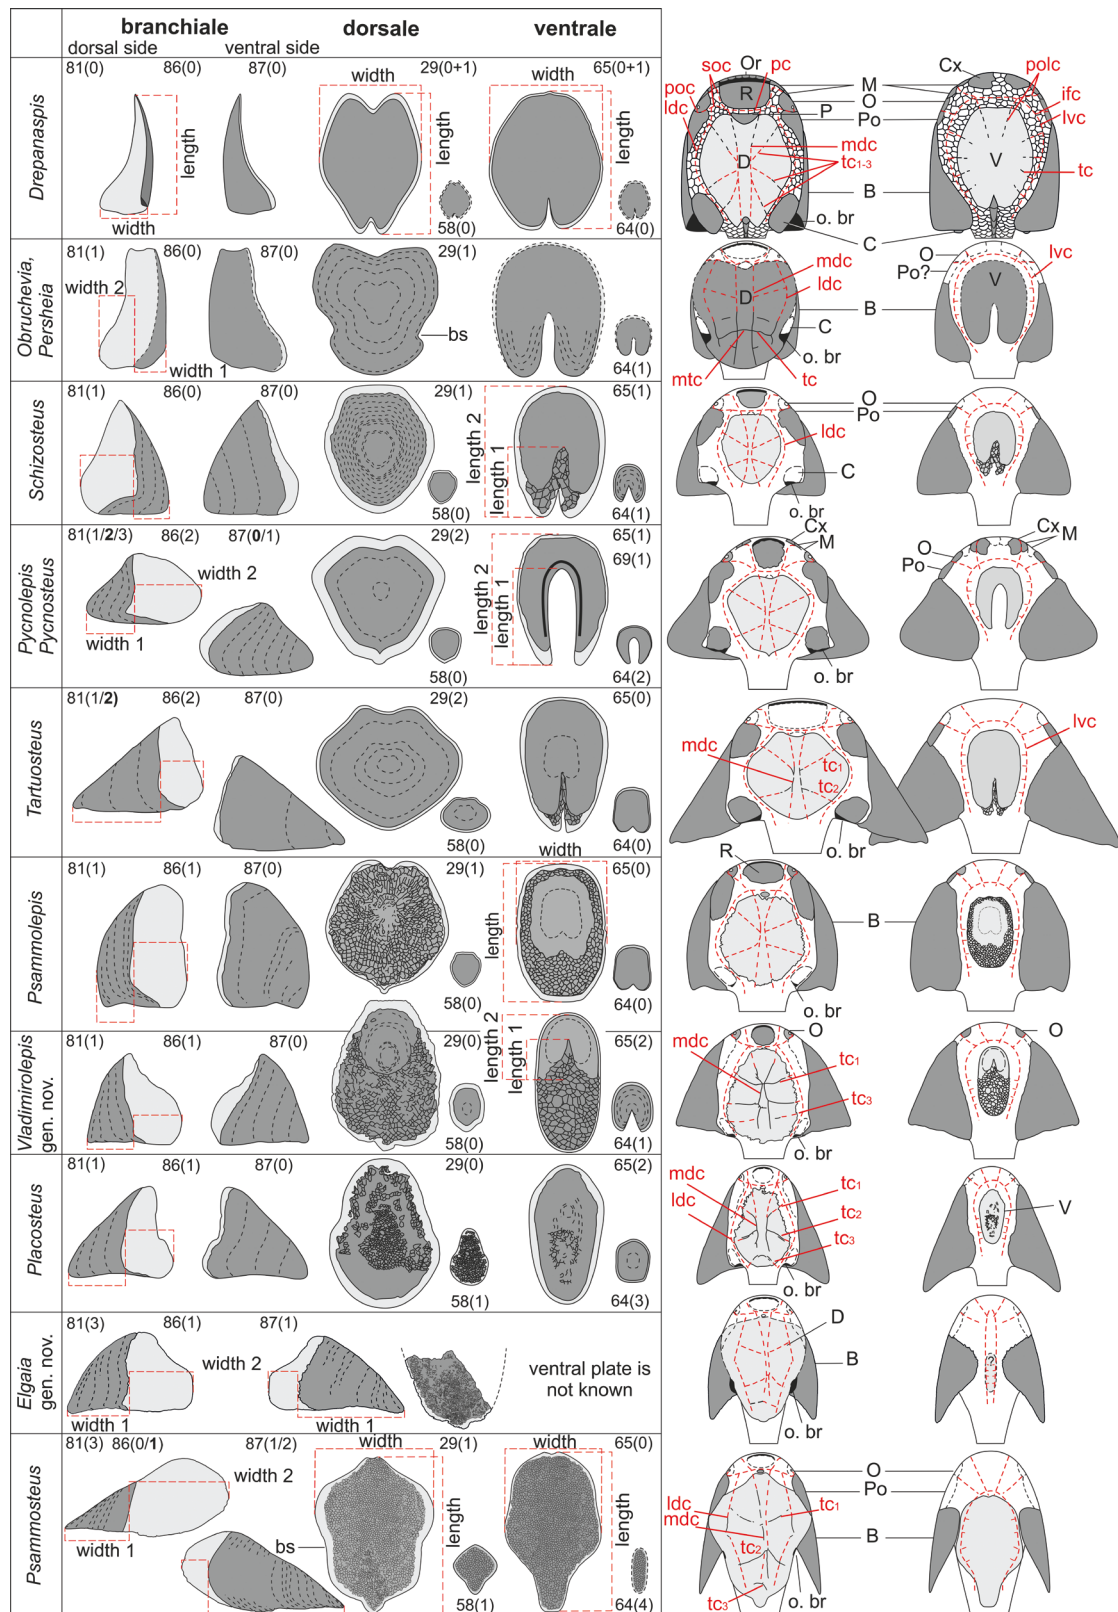 branchiale dorsale ventrale
dorsal side ventral side
Drepanaspis
81(0) 86(0) 87(0) 29(0+1) 65(0+1)
width width
length length length
width 58(0) 64(0)
Or
soc pc Cx polc
R M
poc O ifc
ldc P Po lvc
mdc
D V
tc1-3 tc
B
o. br
C
Obruchevia,
Persheia
81(1) 86(0) 87(0) 29(1)
width 2
bs
width 1 64(1)
mdc O lvc
D ldc Po? V
B
C
o. br
mtc tc
Schizosteus
81(1) 86(0) 87(0) 29(1) 65(1)
length 2
length 1
58(0) 64(1)
O
Po
ldc
C
o. br
Pycnolepis
Pycnosteus
81(1/2/3) 86(2) 87(0/1) 29(2) 65(1)
69(1)
width 2
length 2
length 1
width 1
58(0) 64(2)
Cx Cx
M O M
Po
o. br
Tartuosteus
81(1/2) 86(2) 87(0) 29(2) 65(0)
58(0) 64(0)
mdc lvc
tc1
tc2
o. br
Psammolepis
81(1) 86(1) 87(0) 29(1) width 65(0)
length
58(0) 64(0)
R
B
o. br
Vladimirolepis
gen. nov.
81(1) 86(1) 87(0) 29(0) 65(2)
length 2
length 1
58(0) 64(1)
O O
mdc tc1
tc3
o. br
Placosteus
81(1) 86(1) 87(0) 29(0) 65(2)
58(1) 64(3)
mdc tc1
ldc tc2 V
tc3
o. br
Elgaia
gen. nov.
81(3) 86(1) 87(1)
width 2 ventral plate is
not known
width 1 width 1
D
B ?
o. br
Psammosteus
81(3) 86(0/1) 87(1/2) width 29(1) width 65(0)
width 2
length length
width 1
bs
58(1) 64(4)
O
Po
ldc tc1
mdc
B
tc2
o. br
tc3